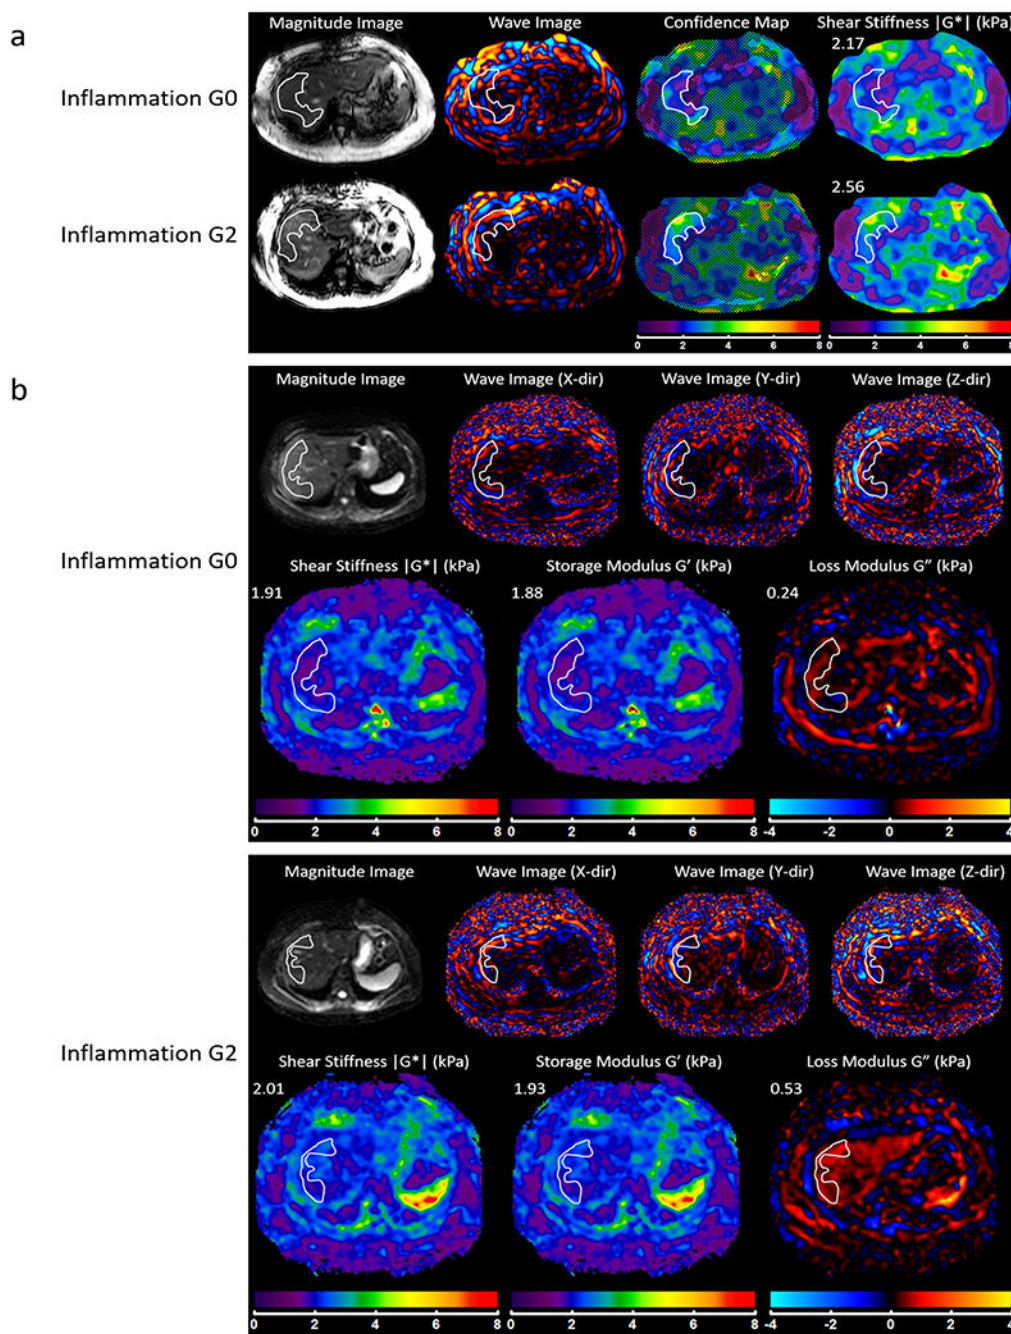 a
Magnitude Image Wave Image Confidence Map Shear Stiffness |G*| (kPa)
Inflammation G0
2.17
Inflammation G2
2.56
0 2 4 6 8 0 2 4 6 8
b
Magnitude Image Wave Image (X-dir) Wave Image (Y-dir) Wave Image (Z-dir)
Inflammation G0
Shear Stiffness |G*| (kPa) Storage Modulus G’ (kPa) Loss Modulus G” (kPa)
1.91 1.88 0.24
0 2 4 6 8 0 2 4 6 8 -4 -2 0 2 4
Magnitude Image Wave Image (X-dir) Wave Image (Y-dir) Wave Image (Z-dir)
Inflammation G2
Shear Stiffness |G*| (kPa) Storage Modulus G’ (kPa) Loss Modulus G” (kPa)
2.01 1.93 0.53
0 2 4 6 8 0 2 4 6 8 -4 -2 0 2 4